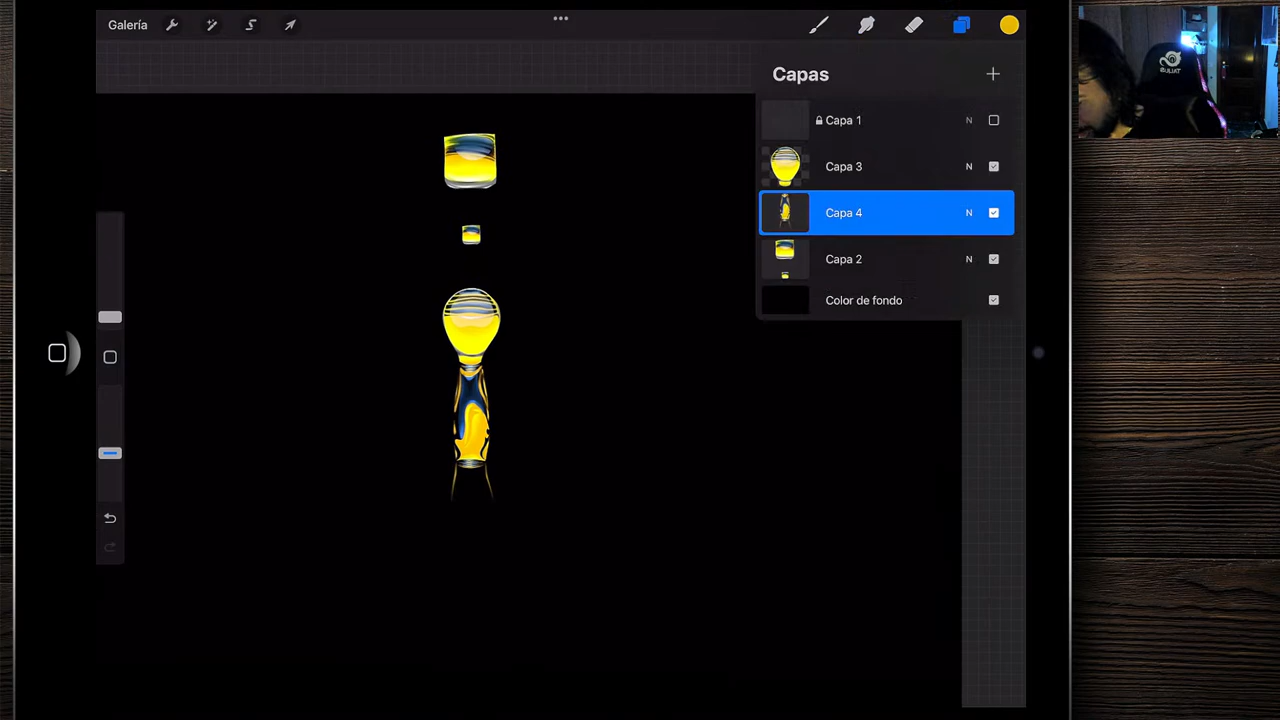 Galería
Capas
Capa 1 N
Capa 3 N
Capa 4 N
Capa 2 N
Color de fondo